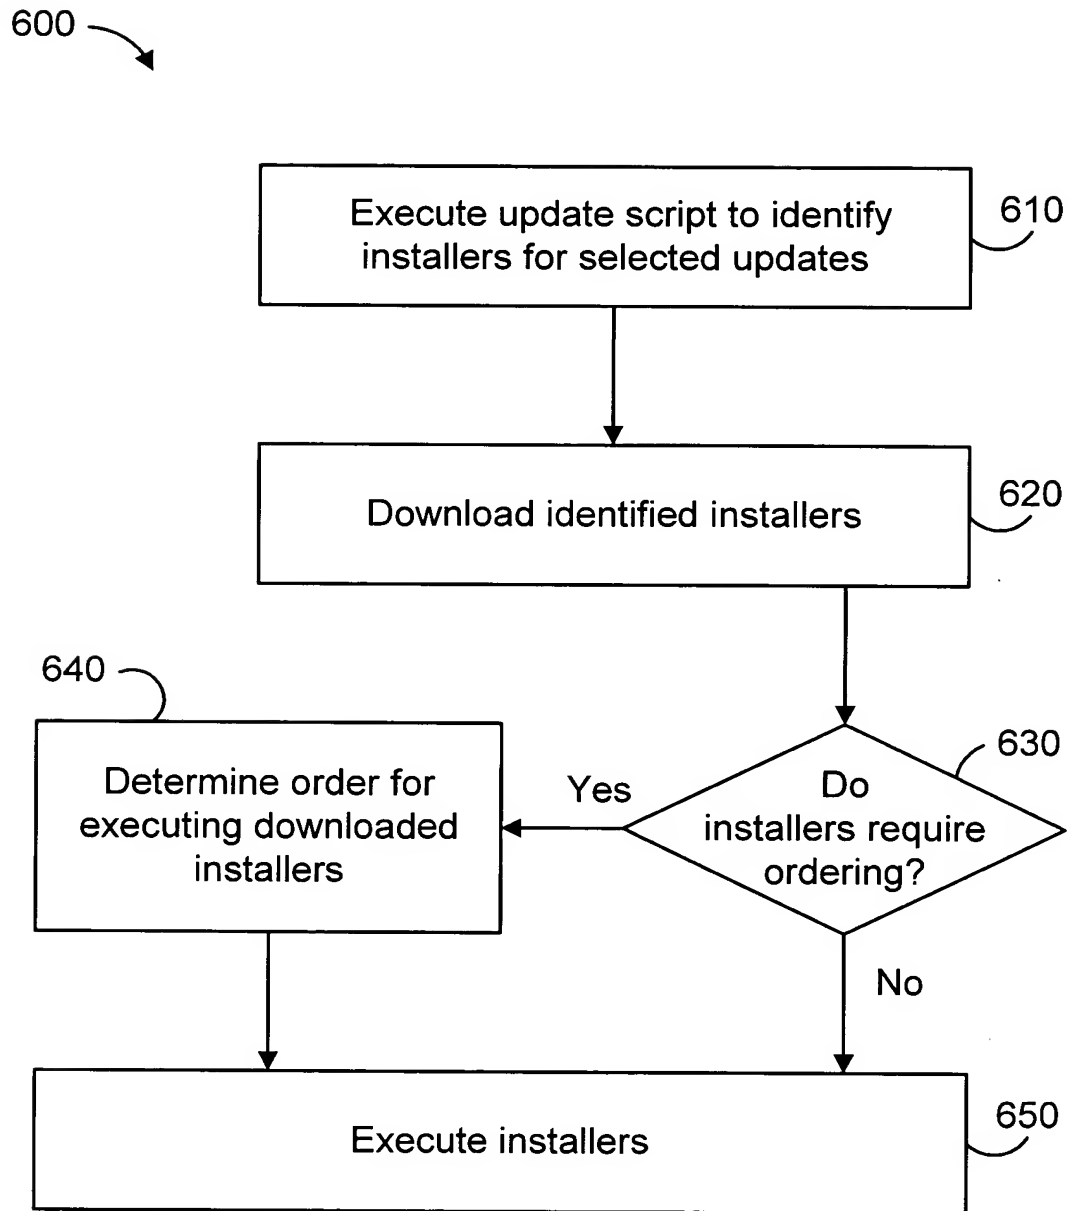 600
Execute update script to identify
installers for selected updates
610
Download identified installers
620
640
630
Determine order for
executing downloaded
installers
Yes
Do
installers require
ordering?
No
Execute installers
650